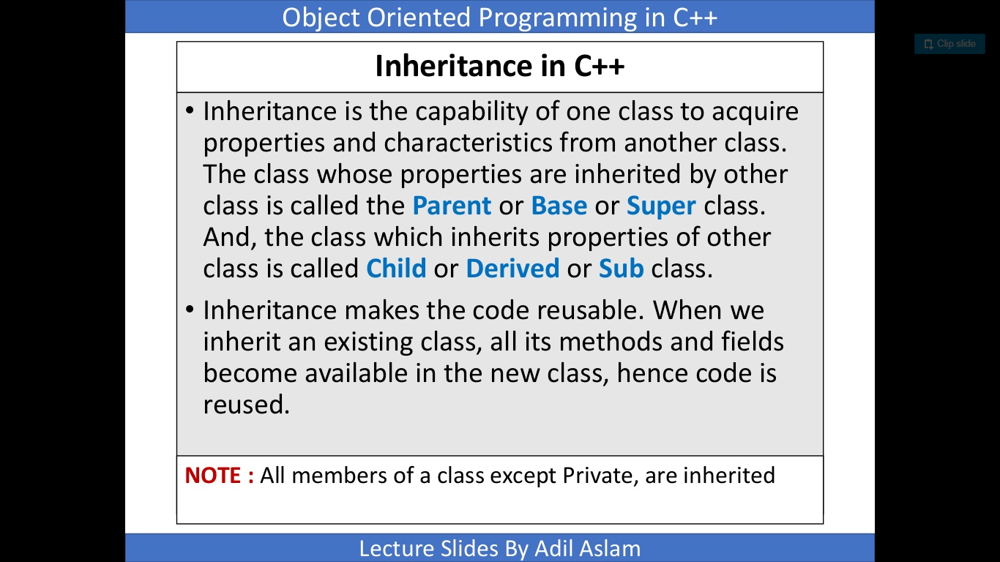 Object Oriented Programming in C++
Clip slide
Inheritance in C++
• Inheritance is the capability of one class to acquire
properties and characteristics from another class.
The class whose properties are inherited by other
class is called the Parent or Base or Super class.
And, the class which inherits properties of other
class is called Child or Derived or Sub class.
• Inheritance makes the code reusable. When we
inherit an existing class, all its methods and fields
become available in the new class, hence code is
reused.
NOTE : All members of a class except Private, are inherited
Lecture Slides By Adil Aslam